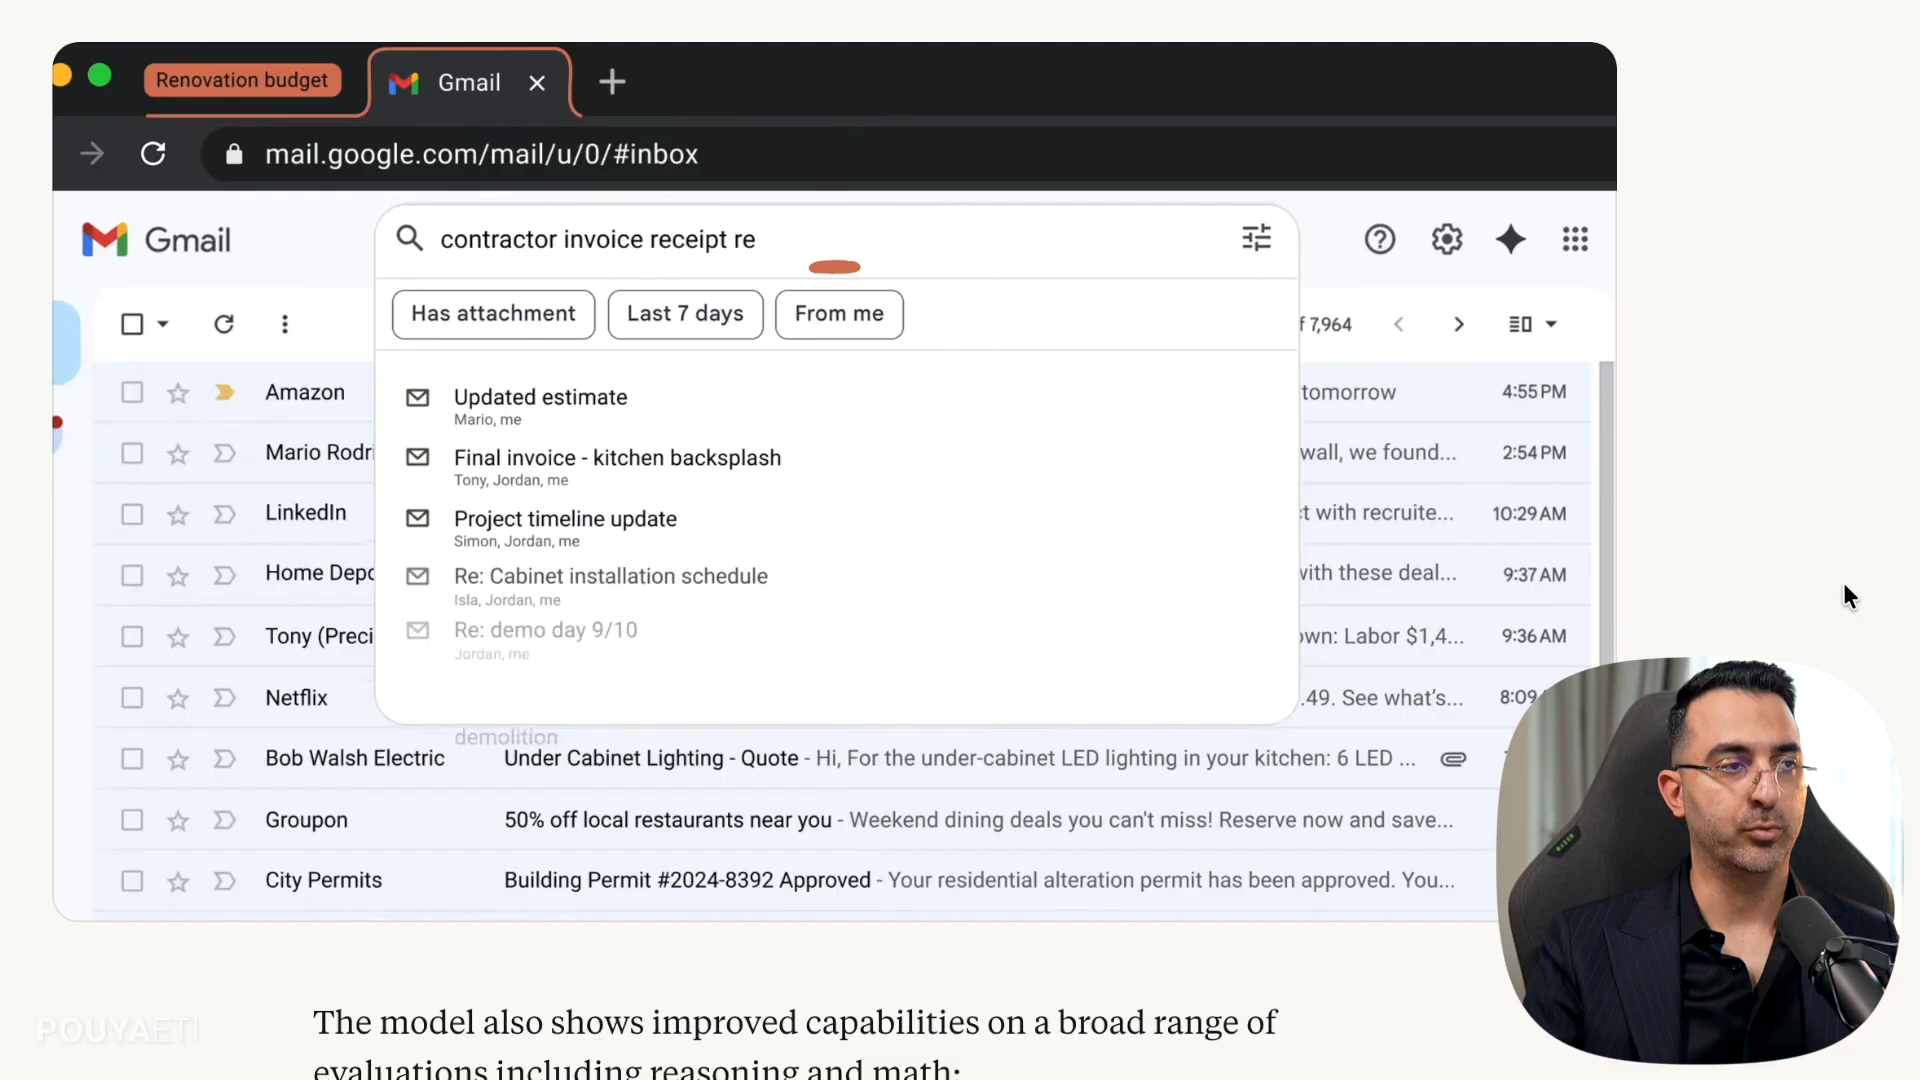 Renovation budget
Gmail
mail.google.com/mail/u/0/#inbox
Gmail
contractor invoice receipt re
Has attachment
Last 7 days
From me
f 7,964
Amazon
tomorrow
4:55 PM
Updated estimate
Mario, me
Mario Rodri
wall, we found...
2:54 PM
Final invoice - kitchen backsplash
Tony, Jordan, me
LinkedIn
t with recruite...
10:29 AM
Project timeline update
Simon, Jordan, me
Home Depo
with these deal...
9:37 AM
Re: Cabinet installation schedule
Isla, Jordan, me
Tony (Preci
own: Labor $1,4...
9:36 AM
Re: demo day 9/10
Jordan, me
Netflix
.49. See what's...
8:09
demolition
Bob Walsh Electric
Under Cabinet Lighting - Quote - Hi, For the under-cabinet LED lighting in your kitchen: 6 LED ...
Groupon
50% off local restaurants near you - Weekend dining deals you can't miss! Reserve now and save...
City Permits
Building Permit #2024-8392 Approved - Your residential alteration permit has been approved. You...
The model also shows improved capabilities on a broad range of
evaluations including reasoning and math:
POUYAETI